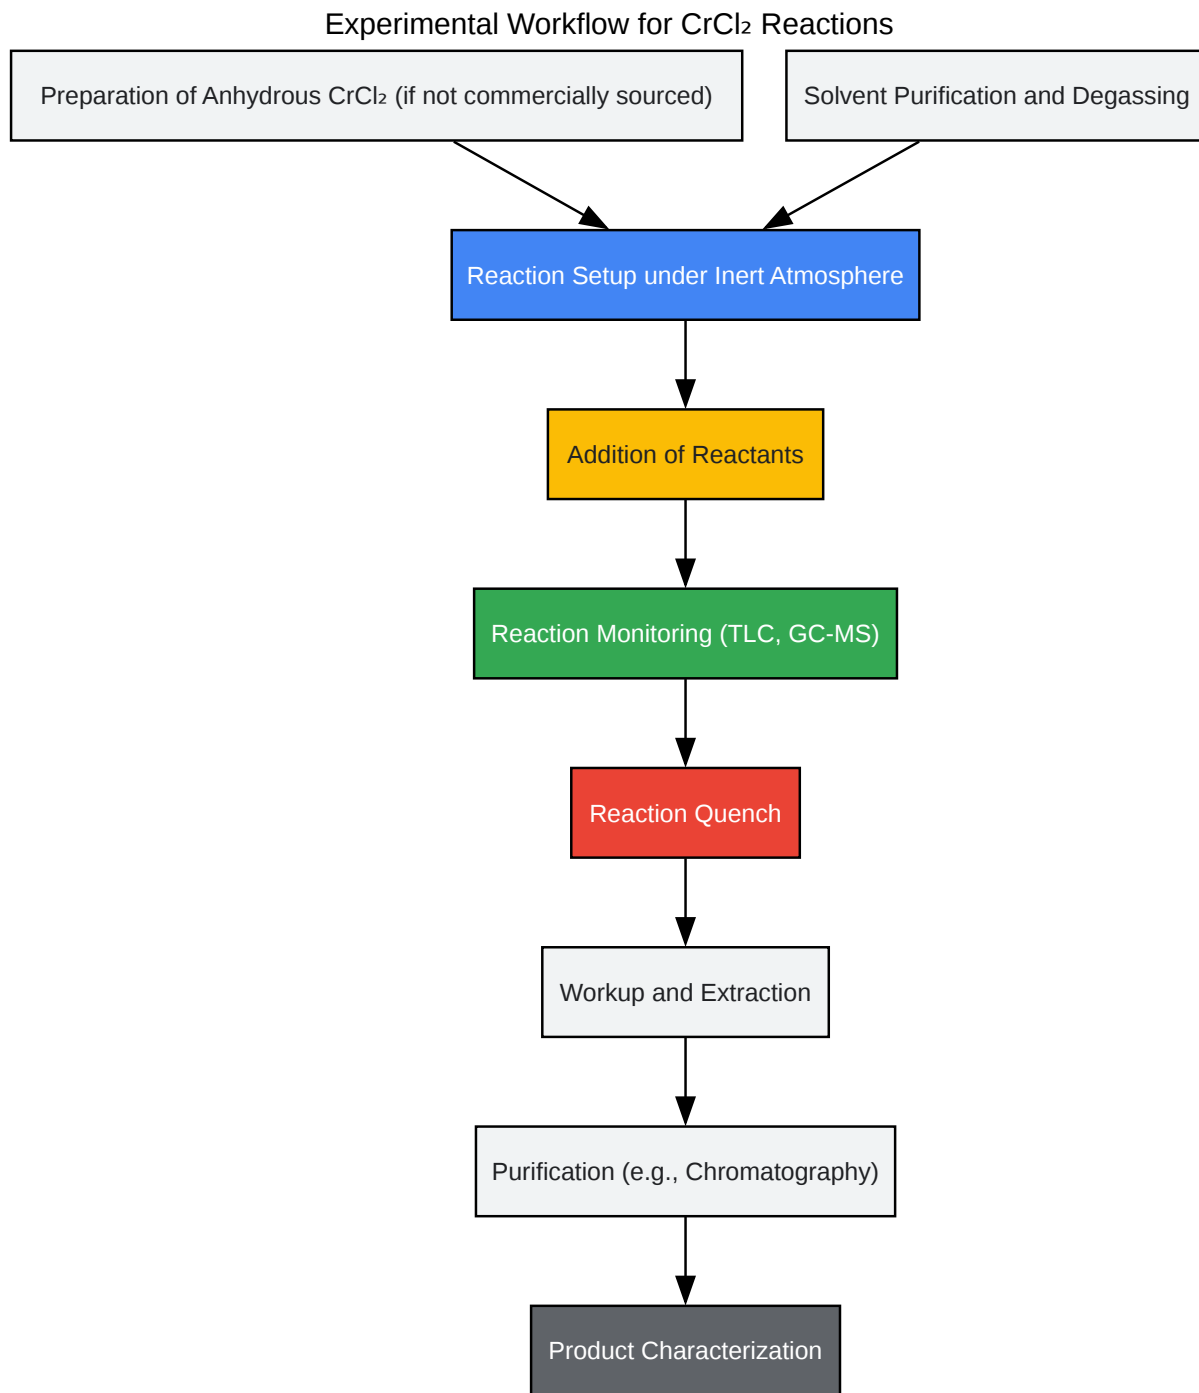 Experimental Workflow for CrCl₂ Reactions
Preparation of Anhydrous CrCl₂ (if not commercially sourced)
Solvent Purification and Degassing
Reaction Setup under Inert Atmosphere
Addition of Reactants
Reaction Monitoring (TLC, GC-MS)
Reaction Quench
Workup and Extraction
Purification (e.g., Chromatography)
Product Characterization